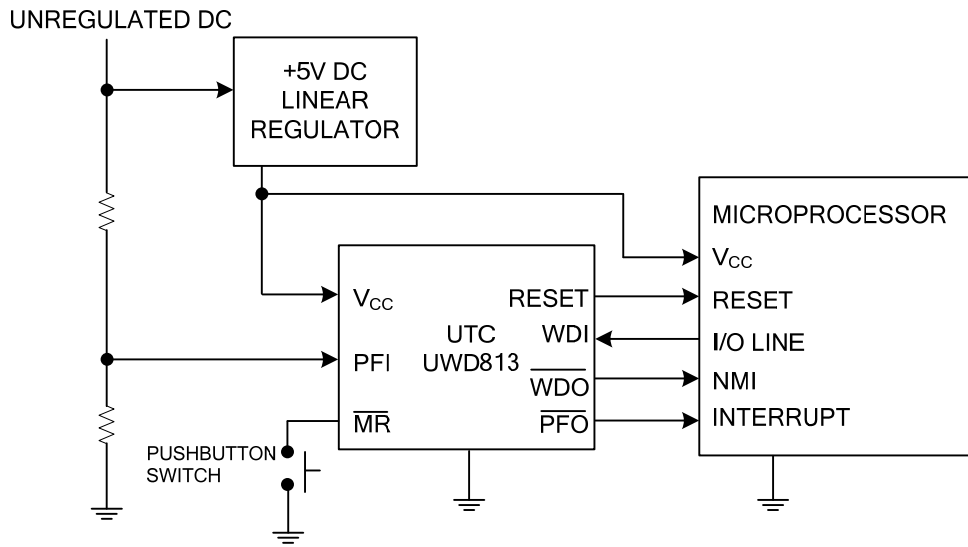 UNREGULATED DC
+5V DC
LINEAR
REGULATOR
MICROPROCESSOR
VCC
RESET
I/O LINE
NMI
INTERRUPT
VCC
PFI
MR
UTC
UWD813
RESET
WDI
WDO
PFO
PUSHBUTTON
SWITCH